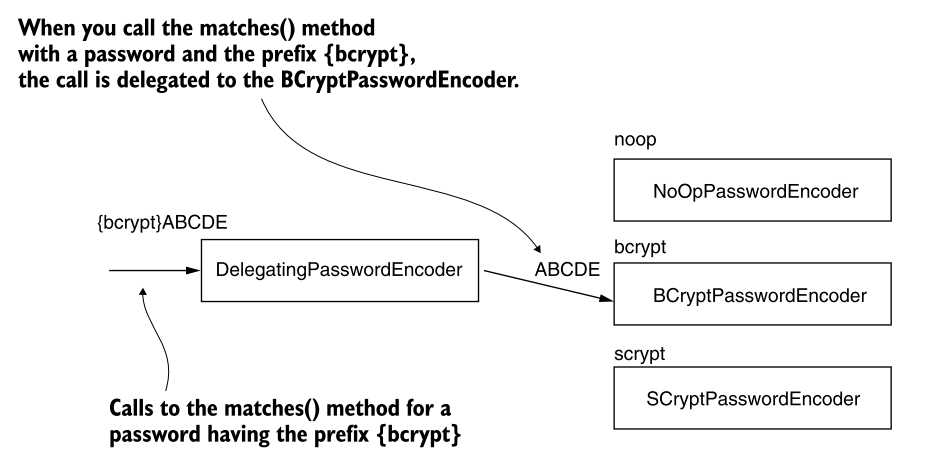 When you call the matches() method
with a password and the prefix {bcrypt},
the call is delegated to the BCryptPasswordEncoder.
noop
NoOpPasswordEncoder
{bcrypt}ABCDE
DelegatingPasswordEncoder
ABCDE
bcrypt
BCryptPasswordEncoder
scrypt
SCryptPasswordEncoder
Calls to the matches() method for a
password having the prefix {bcrypt}